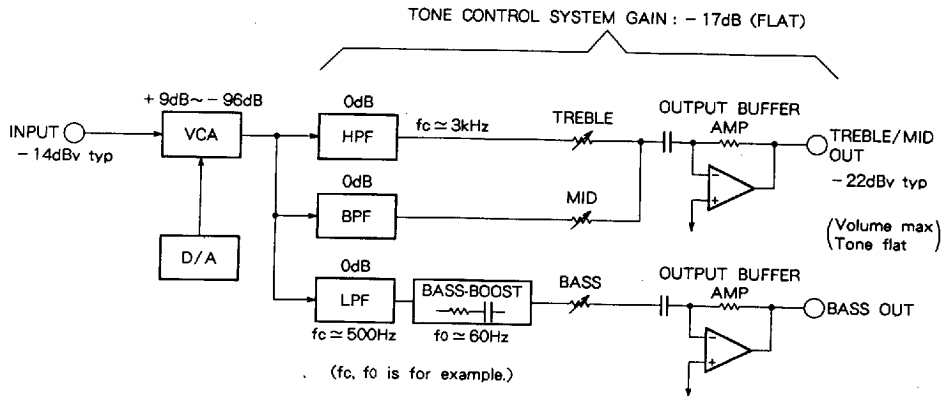 TONE CONTROL SYSTEM GAIN : －17dB (FLAT)
+9dB～－96dB
0dB
OUTPUT BUFFER
AMP
INPUT
VCA
HPF
fc≃3kHz
TREBLE
TREBLE/MID
OUT
－14dBv typ
－22dBv typ
0dB
MID
BPF
(Volume max)
Tone flat
D/A
0dB
OUTPUT BUFFER
AMP
LPF
BASS-BOOST
BASS
BASS OUT
fc≃500Hz
f0≃60Hz
(fc, f0 is for example.)